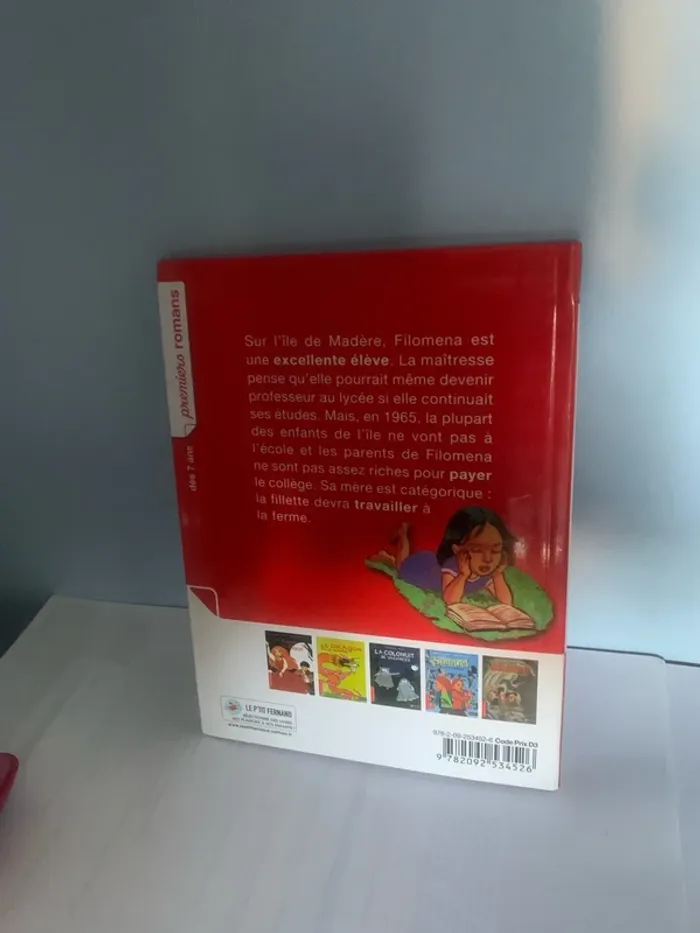 premiers romans
dès 7 ans
Sur l'île de Madère, Filomena est
une excellente élève. La maîtresse
pense qu'elle pourrait même devenir
professeur au lycée si elle continuait
ses études. Mais, en 1965, la plupart
des enfants de l'île ne vont pas à
l'école et les parents de Filomena
ne sont pas assez riches pour payer
le collège. Sa mère est catégorique :
la fillette devra travailler à
la ferme.
LA COLONUIT
LE P'TIT FERNAND
978-2-09-253452-6 Code Prix D3
9 782092 534526